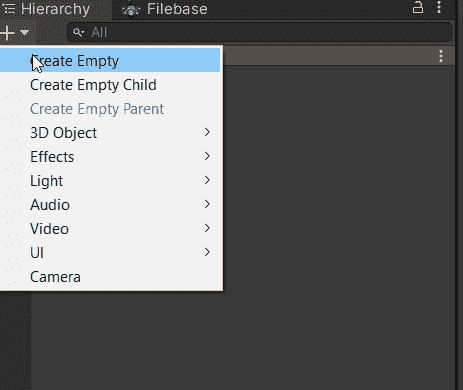 Hierarchy Filebase
All
Create Empty
Create Empty Child
Create Empty Parent
3D Object
Effects
Light
Audio
Video
UI
Camera